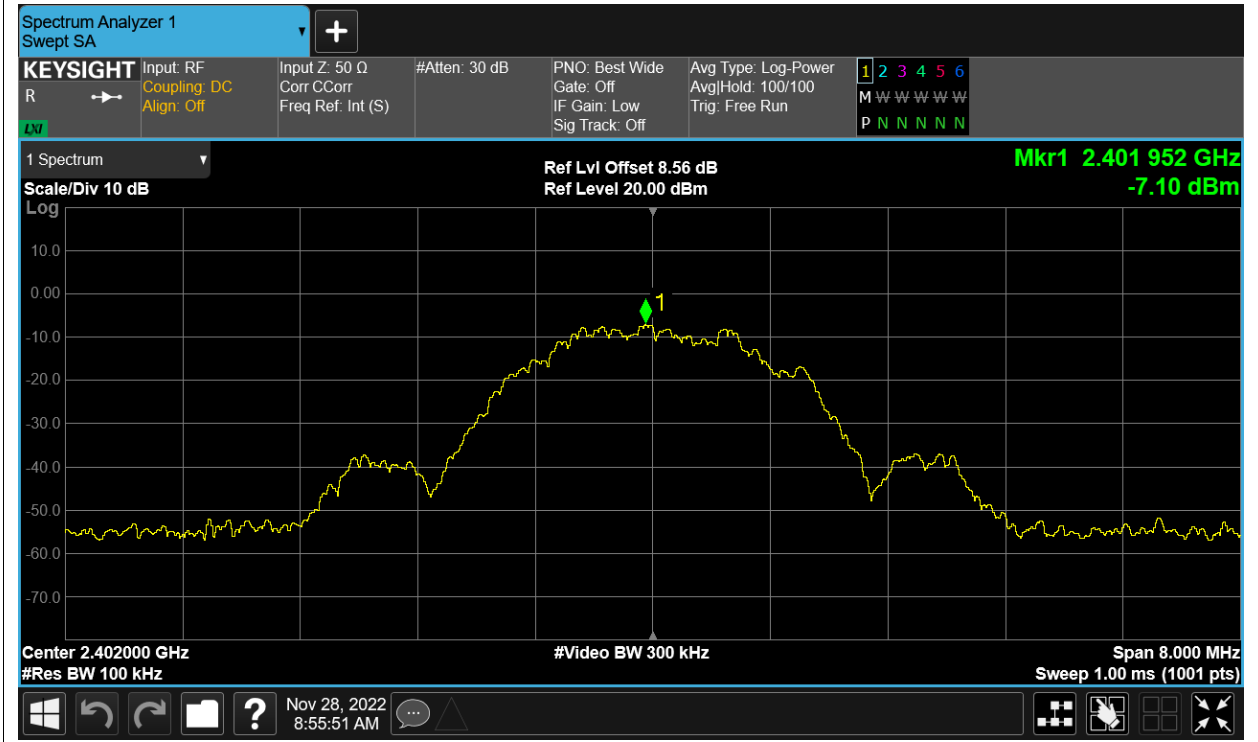 Spectrum Analyzer 1
Swept SA
KEYSIGHT
R
LXI
Input: RF
Coupling: DC
Align: Off
Input Z: 50 Ω
Corr CCorr
Freq Ref: Int (S)
#Atten: 30 dB
PNO: Best Wide
Gate: Off
IF Gain: Low
Sig Track: Off
Avg Type: Log-Power
Avg|Hold: 100/100
Trig: Free Run
1 2 3 4 5 6
M W W W W W W
P N N N N N N
1 Spectrum
Scale/Div 10 dB
Log
Ref Lvl Offset 8.56 dB
Ref Level 20.00 dBm
Mkr1 2.401 952 GHz
-7.10 dBm
10.0
0.00
-10.0
-20.0
-30.0
-40.0
-50.0
-60.0
-70.0
1
Center 2.402000 GHz
#Res BW 100 kHz
#Video BW 300 kHz
Span 8.000 MHz
Sweep 1.00 ms (1001 pts)
?
Nov 28, 2022
8:55:51 AM